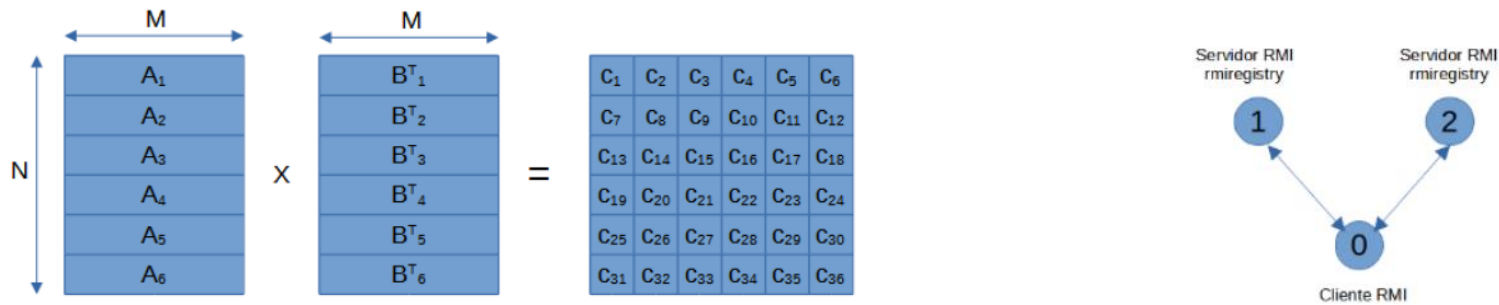 M
M
N
A₁
A₂
A₃
A₄
A₅
A₆
X
Bᵀ₁
Bᵀ₂
Bᵀ₃
Bᵀ₄
Bᵀ₅
Bᵀ₆
=
C₁ C₂ C₃ C₄ C₅ C₆
C₇ C₈ C₉ C₁₀ C₁₁ C₁₂
C₁₃ C₁₄ C₁₅ C₁₆ C₁₇ C₁₈
C₁₉ C₂₀ C₂₁ C₂₂ C₂₃ C₂₄
C₂₅ C₂₆ C₂₇ C₂₈ C₂₉ C₃₀
C₃₁ C₃₂ C₃₃ C₃₄ C₃₅ C₃₆
Servidor RMI
rmiregistry
1
Servidor RMI
rmiregistry
2
0
Cliente RMI